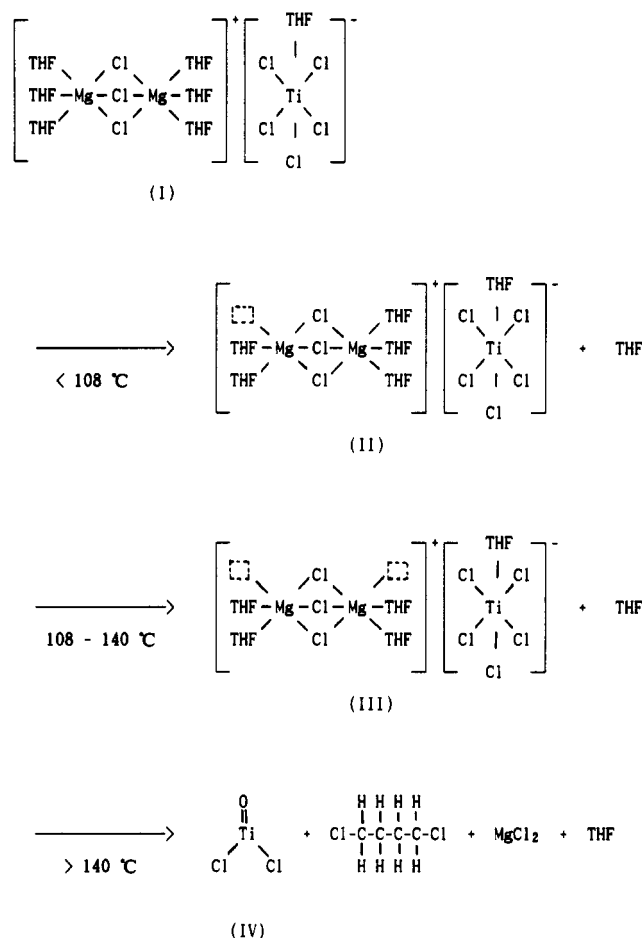 + -
THF
THF Cl THF Cl Cl
THF-Mg-Cl-Mg-THF Ti
THF Cl THF Cl Cl
Cl
(I)
+ -
THF
Cl THF Cl Cl
THF-Mg-Cl-Mg-THF Ti + THF
< 108 ℃
THF Cl THF Cl Cl
Cl
(II)
+ -
THF
Cl Cl Cl
THF-Mg-Cl-Mg-THF Ti + THF
108 - 140 ℃
THF Cl THF Cl Cl
Cl
(III)
O H H H H
Ti + Cl-C-C-C-C-Cl + MgCl2 + THF
> 140 ℃
Cl Cl H H H H
(IV)